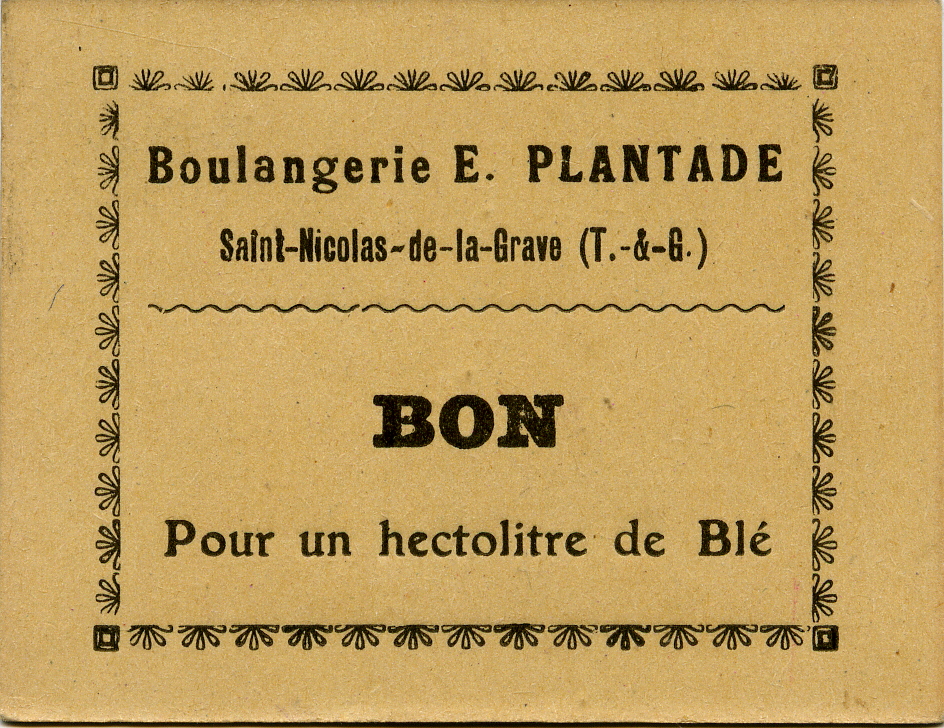 Boulangerie E. PLANTADE
Saint-Nicolas-de-la-Grave (T.-&-G.)
BON
Pour un hectolitre de Blé